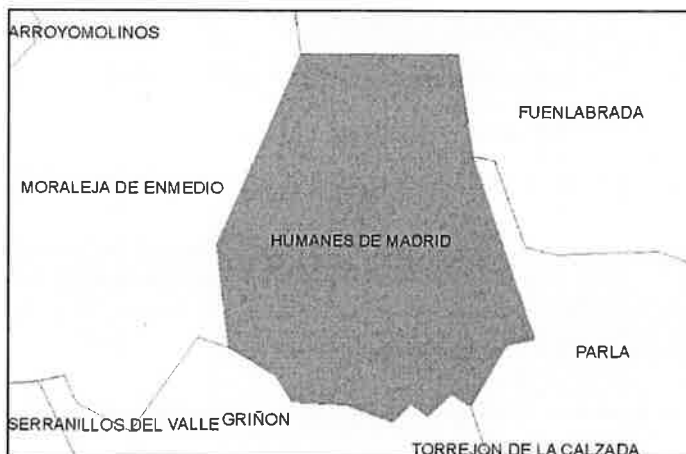 ARROYOMOLINOS
FUENLABRADA
MORALEJA DE ENMEDIO
HUMANES DE MADRID
PARLA
SERRANILLOS DEL VALLE
GRIÑON
TORREJON DE LA CALZADA